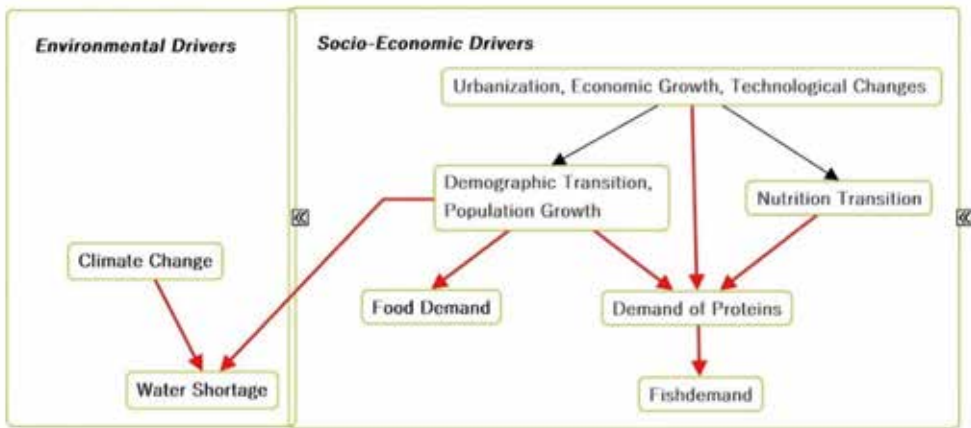 Environmental Drivers
Climate Change
Water Shortage
Socio-Economic Drivers
Urbanization, Economic Growth, Technological Changes
Demographic Transition,
Population Growth
Nutrition Transition
Food Demand
Demand of Proteins
Fishdemand